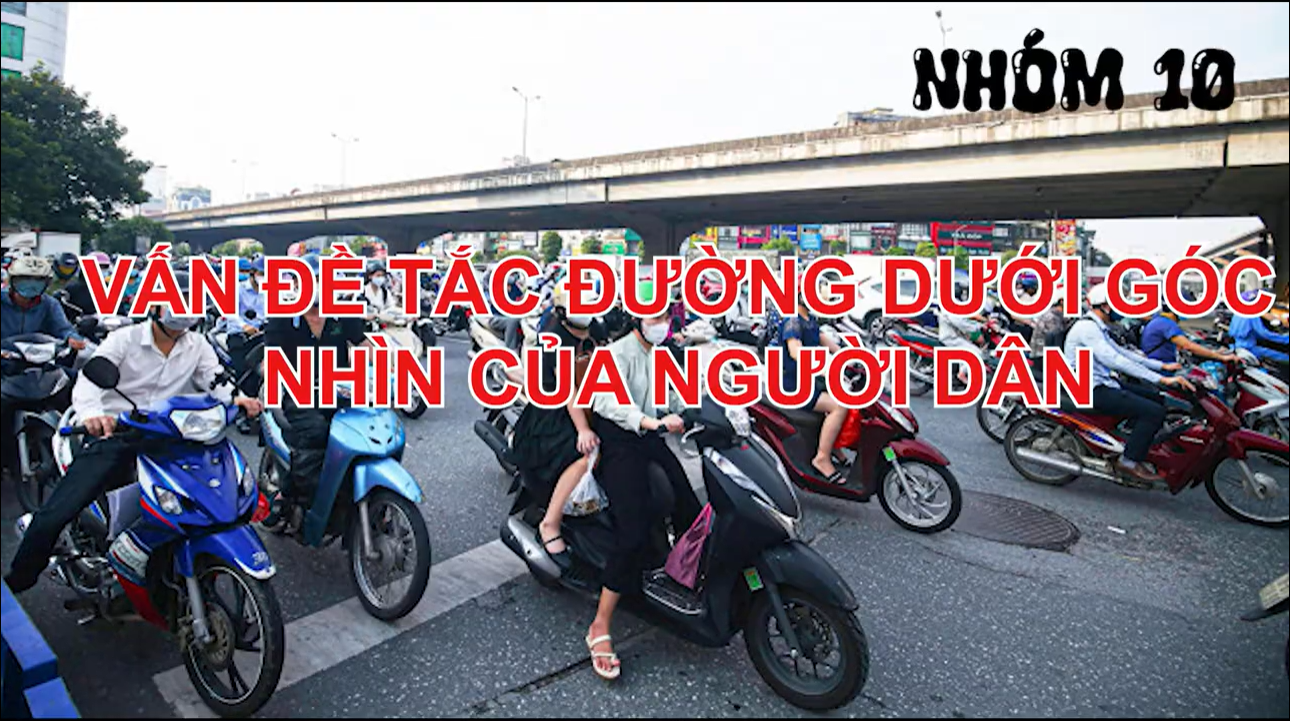 NHÓM 10
VẤN ĐỀ TẮC ĐƯỜNG DƯỚI GÓC
NHÌN CỦA NGƯỜI DÂN